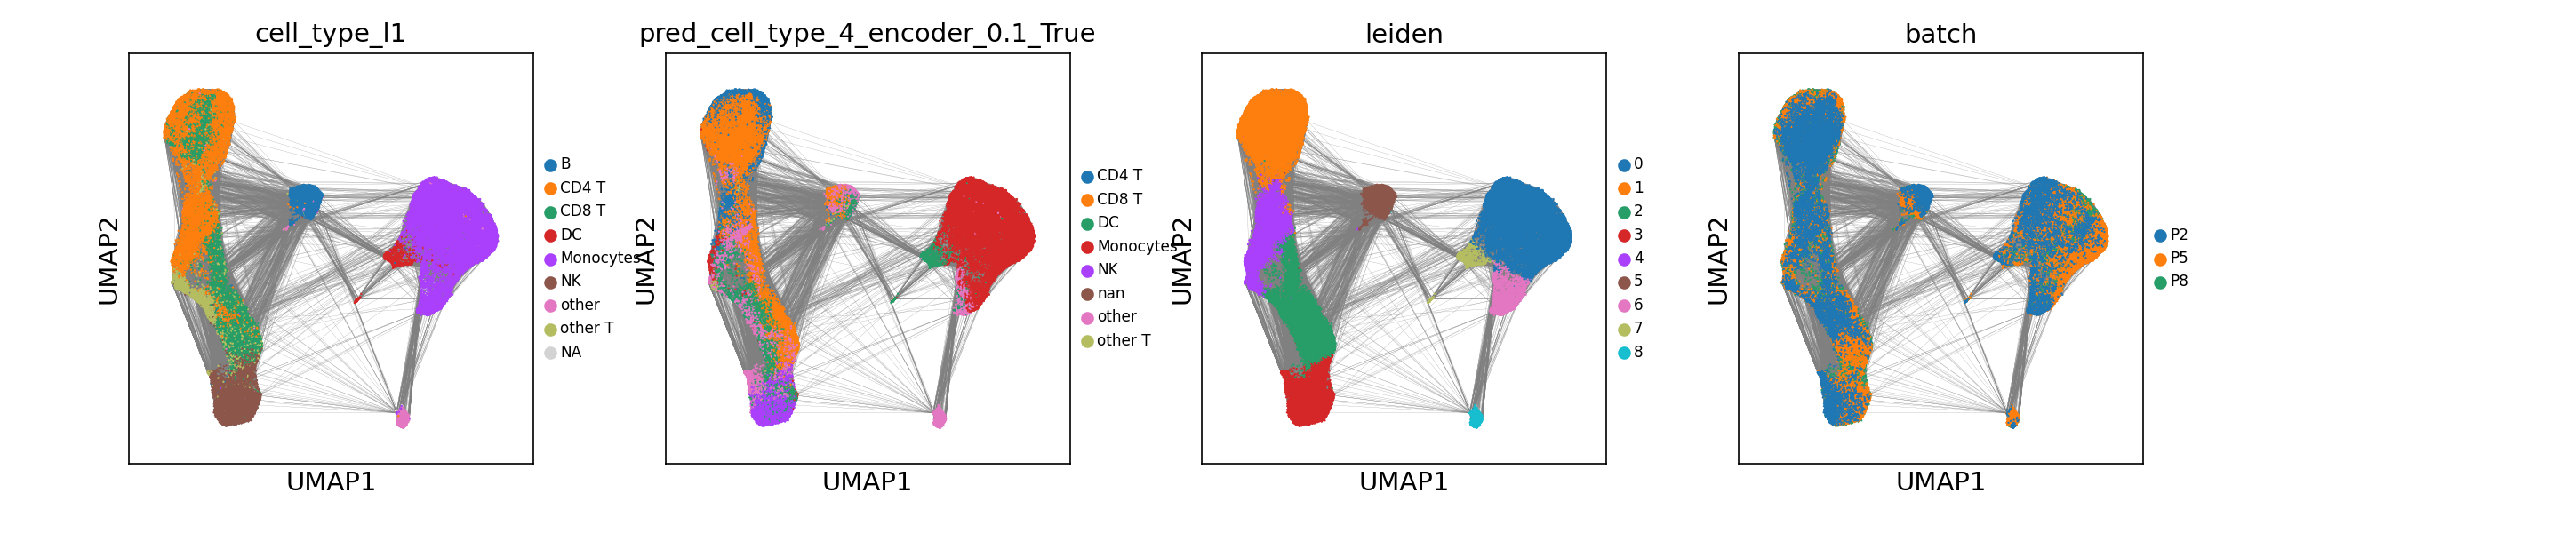 cell_type_l1
UMAP2
UMAP1
B
CD4 T
CD8 T
DC
Monocytes
NK
other
other T
NA
pred_cell_type_4_encoder_0.1_True
UMAP2
UMAP1
CD4 T
CD8 T
DC
Monocytes
NK
nan
other
other T
leiden
UMAP2
UMAP1
0
1
2
3
4
5
6
7
8
batch
UMAP2
UMAP1
P2
P5
P8